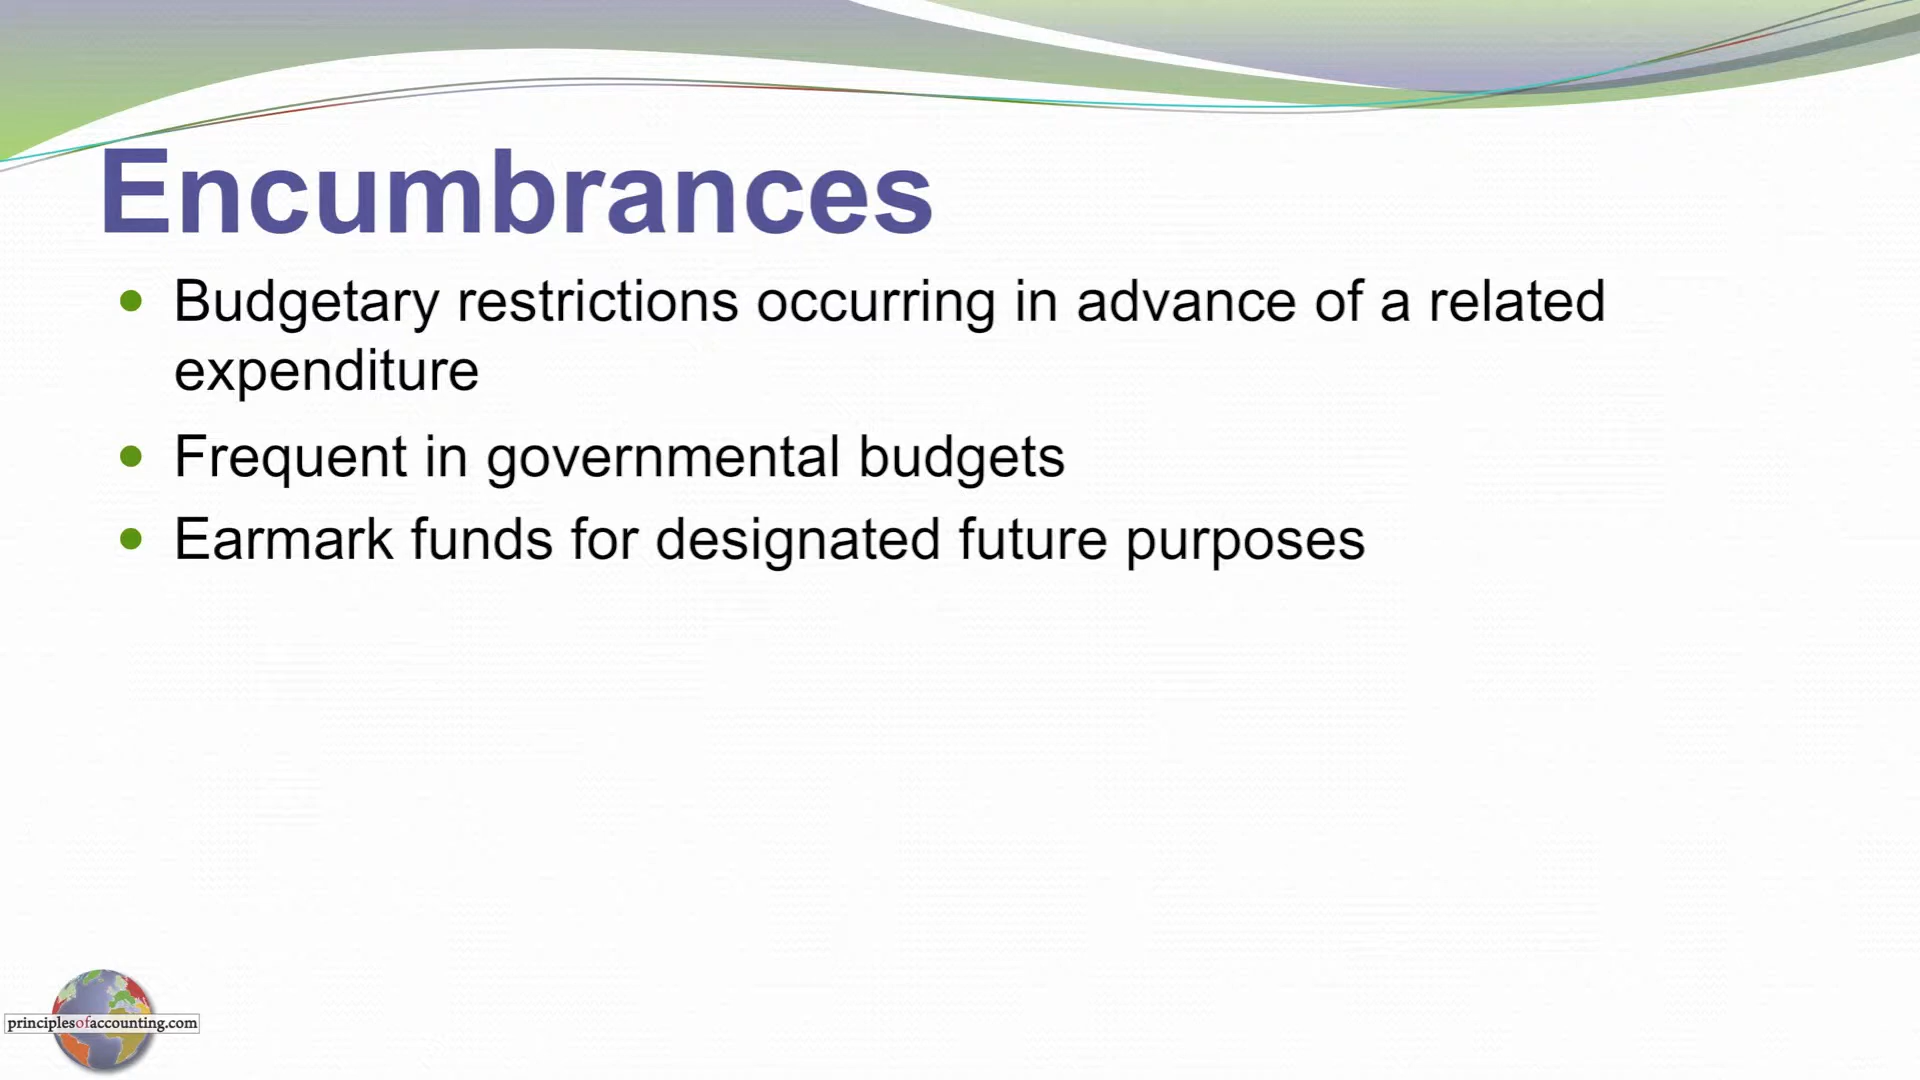 Encumbrances
Budgetary restrictions occurring in advance of a related
expenditure
Frequent in governmental budgets
Earmark funds for designated future purposes
principlesofaccounting.com